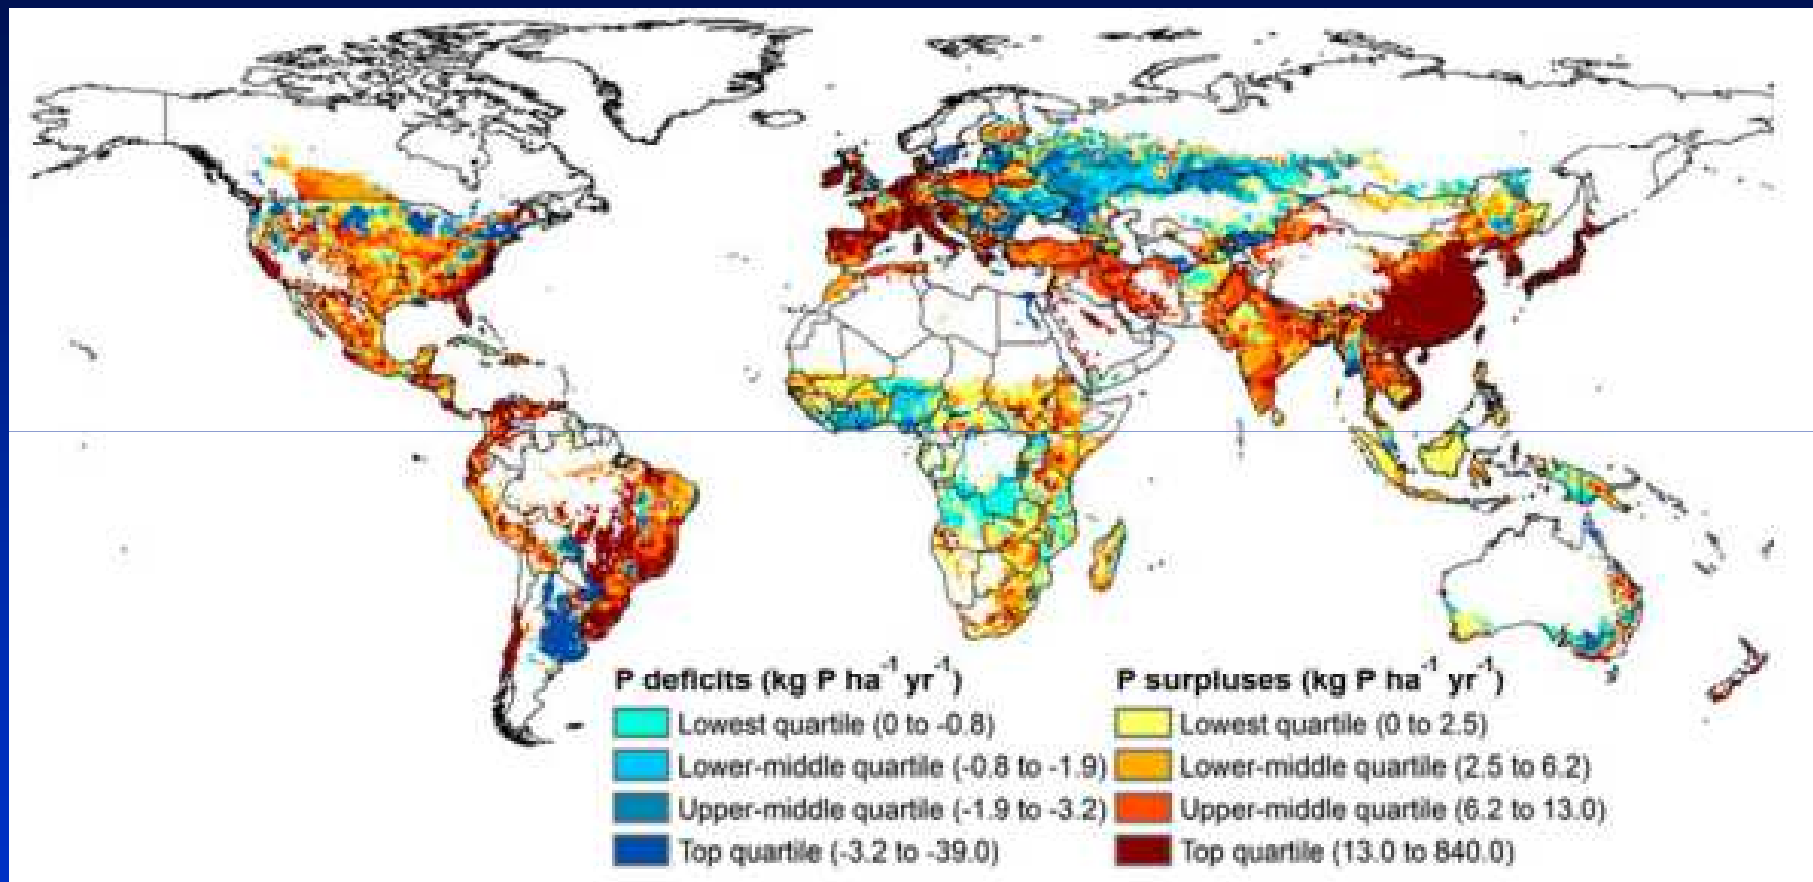 P deficits (kg P ha⁻¹ yr⁻¹)
Lowest quartile (0 to -0.8)
Lower-middle quartile (-0.8 to -1.9)
Upper-middle quartile (-1.9 to -3.2)
Top quartile (-3.2 to -39.0)
P surpluses (kg P ha⁻¹ yr⁻¹)
Lowest quartile (0 to 2.5)
Lower-middle quartile (2.5 to 6.2)
Upper-middle quartile (6.2 to 13.0)
Top quartile (13.0 to 840.0)